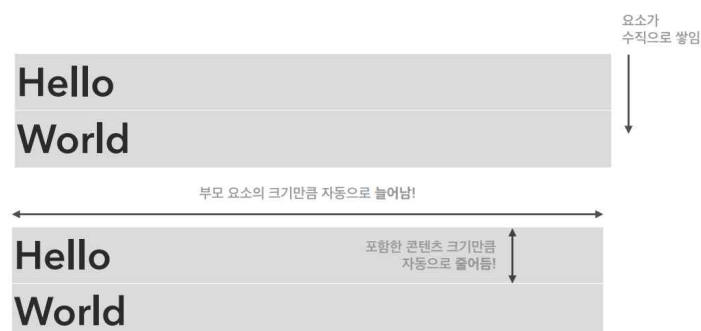 요소가
수직으로 쌓임
Hello
World
부모 요소의 크기만큼 자동으로 늘어남!
Hello
포함한 콘텐츠 크기만큼
자동으로 줄어듬!
World